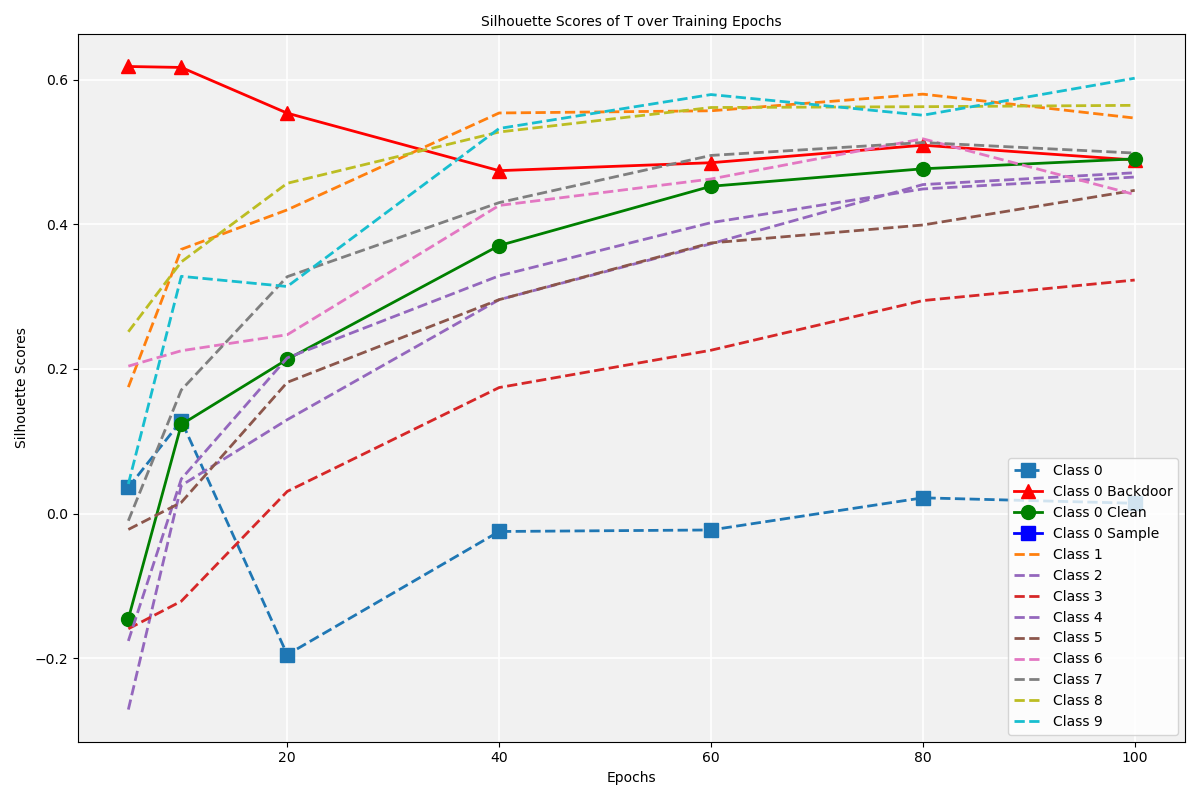 Silhouette Scores of T over Training Epochs
Silhouette Scores
0.6
0.4
0.2
0.0
−0.2
20
40
60
80
100
Epochs
Class 0
Class 0 Backdoor
Class 0 Clean
Class 0 Sample
Class 1
Class 2
Class 3
Class 4
Class 5
Class 6
Class 7
Class 8
Class 9